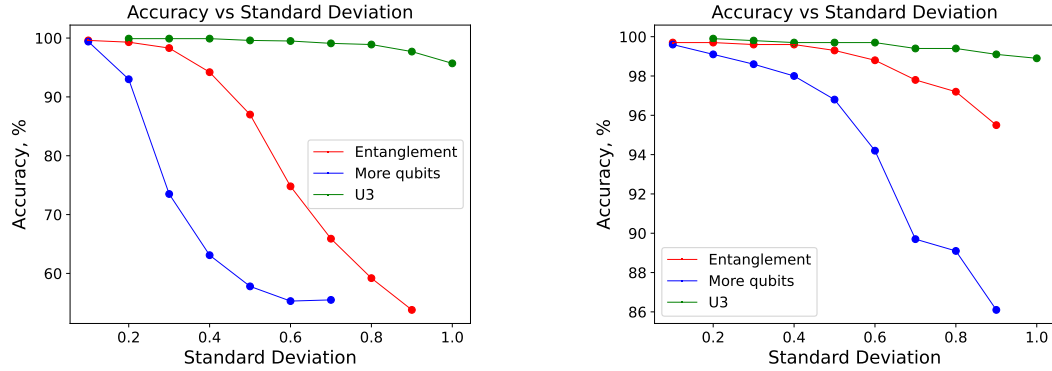 Accuracy vs Standard Deviation
Accuracy, %
100
90
80
70
60
Entanglement
More qubits
U3
0.2
0.4
0.6
0.8
1.0
Standard Deviation
Accuracy vs Standard Deviation
Accuracy, %
100
98
96
94
92
90
88
86
Entanglement
More qubits
U3
0.2
0.4
0.6
0.8
1.0
Standard Deviation